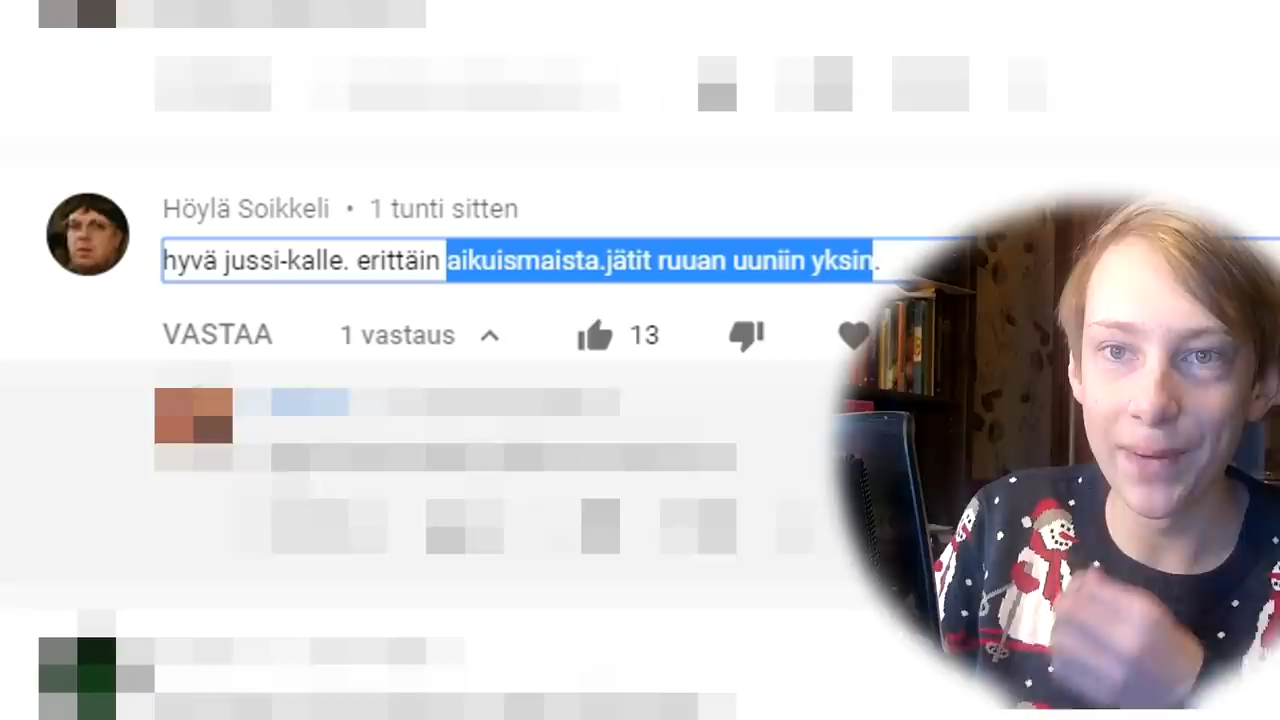 Höylä Soikkeli • 1 tunti sitten
hyvä jussi-kalle. erittäin aikuismaista.jätit ruuan uuniin yksin.
VASTAA 1 vastaus 13